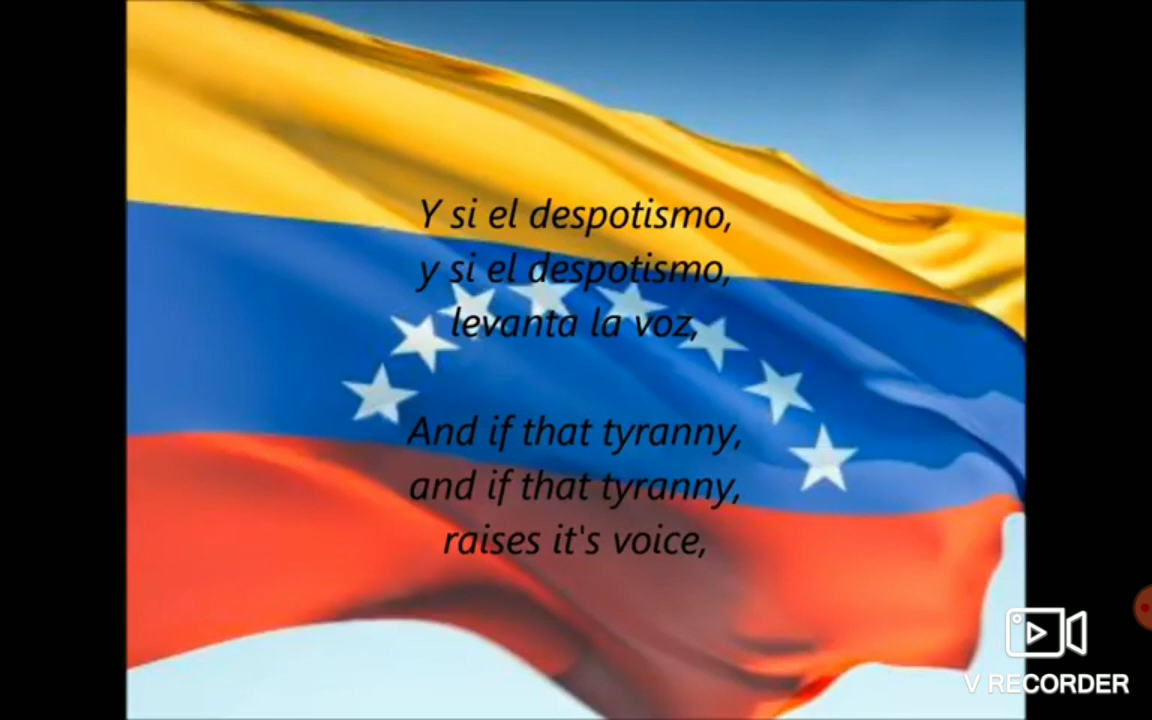 Y si el despotismo,
y si el despotismo,
levanta la voz,
And if that tyranny,
and if that tyranny,
raises it's voice,
V RECORDER